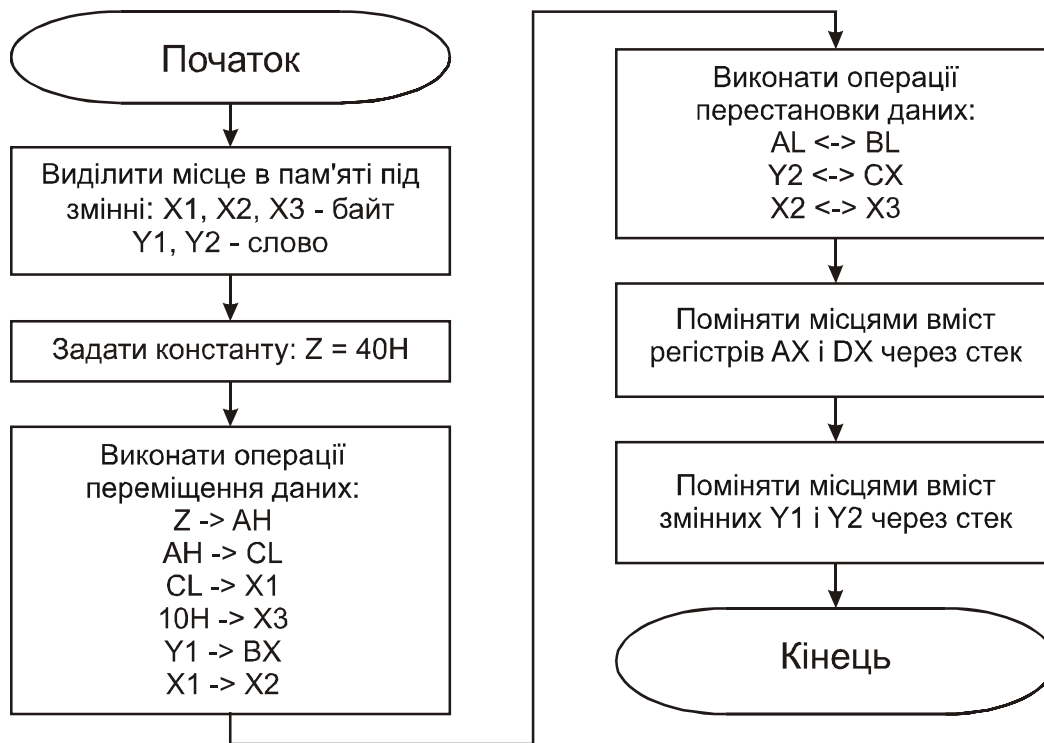 Початок
Виділити місце в пам'яті під
змінні: X1, X2, X3 - байт
Y1, Y2 - слово
Задати константу: Z = 40H
Виконати операції
переміщення даних:
Z -> AH
AH -> CL
CL -> X1
10H -> X3
Y1 -> BX
X1 -> X2
Виконати операції
перестановки даних:
AL <-> BL
Y2 <-> CX
X2 <-> X3
Поміняти місцями вміст
регістрів AX і DX через стек
Поміняти місцями вміст
змінних Y1 і Y2 через стек
Кінець